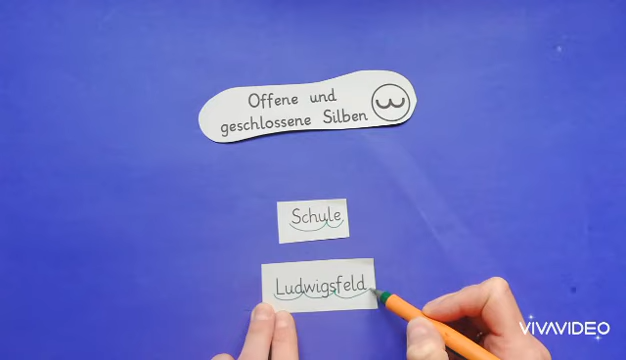 Offene und
geschlossene Silben
Schule
Ludwigsfeld
VIVAVIDEO